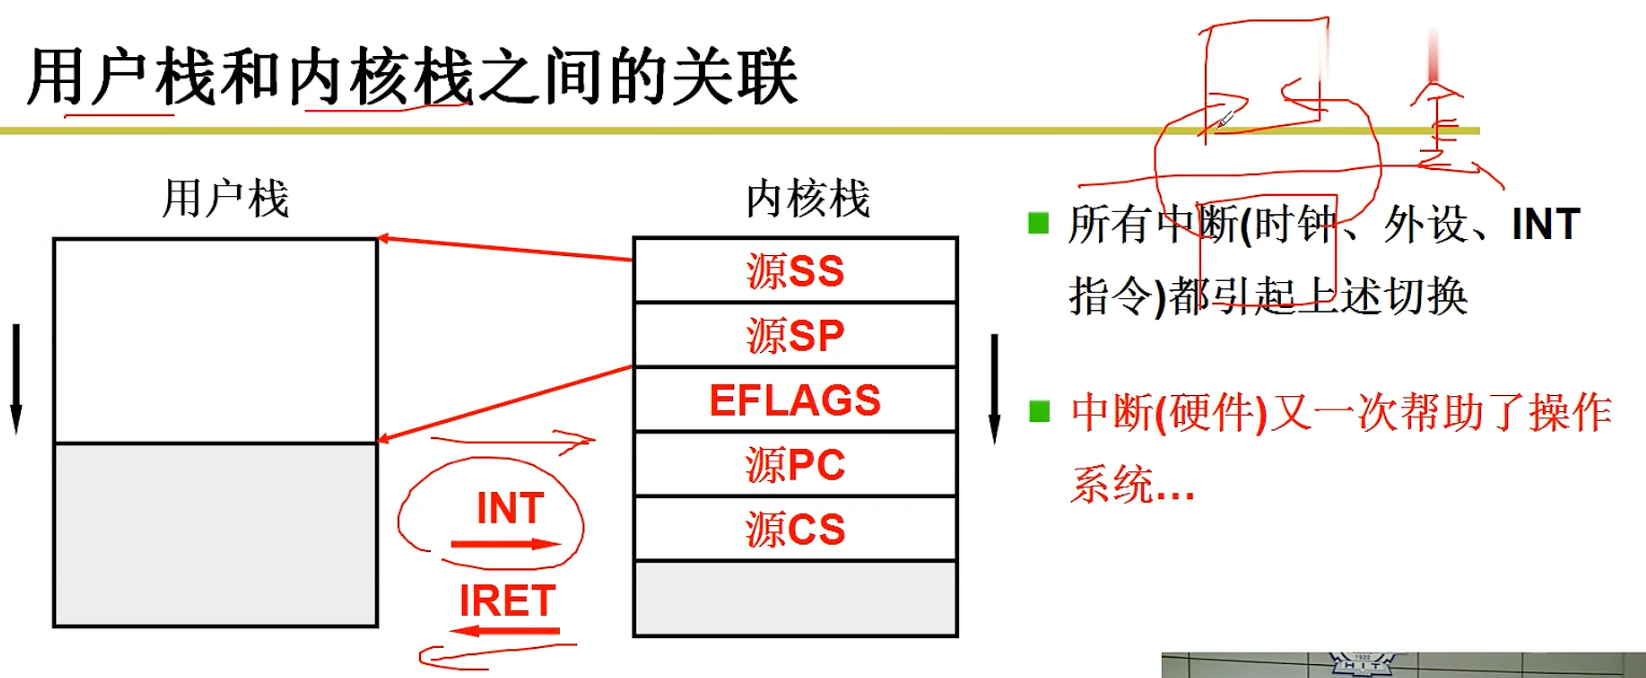 用户栈和内核栈之间的关联
用户栈
内核栈
源SS
源SP
EFLAGS
源PC
源CS
INT
IRET
所有中断(时钟、外设、INT
指令)都引起上述切换
中断(硬件)又一次帮助了操作
系统...
1920
HIT